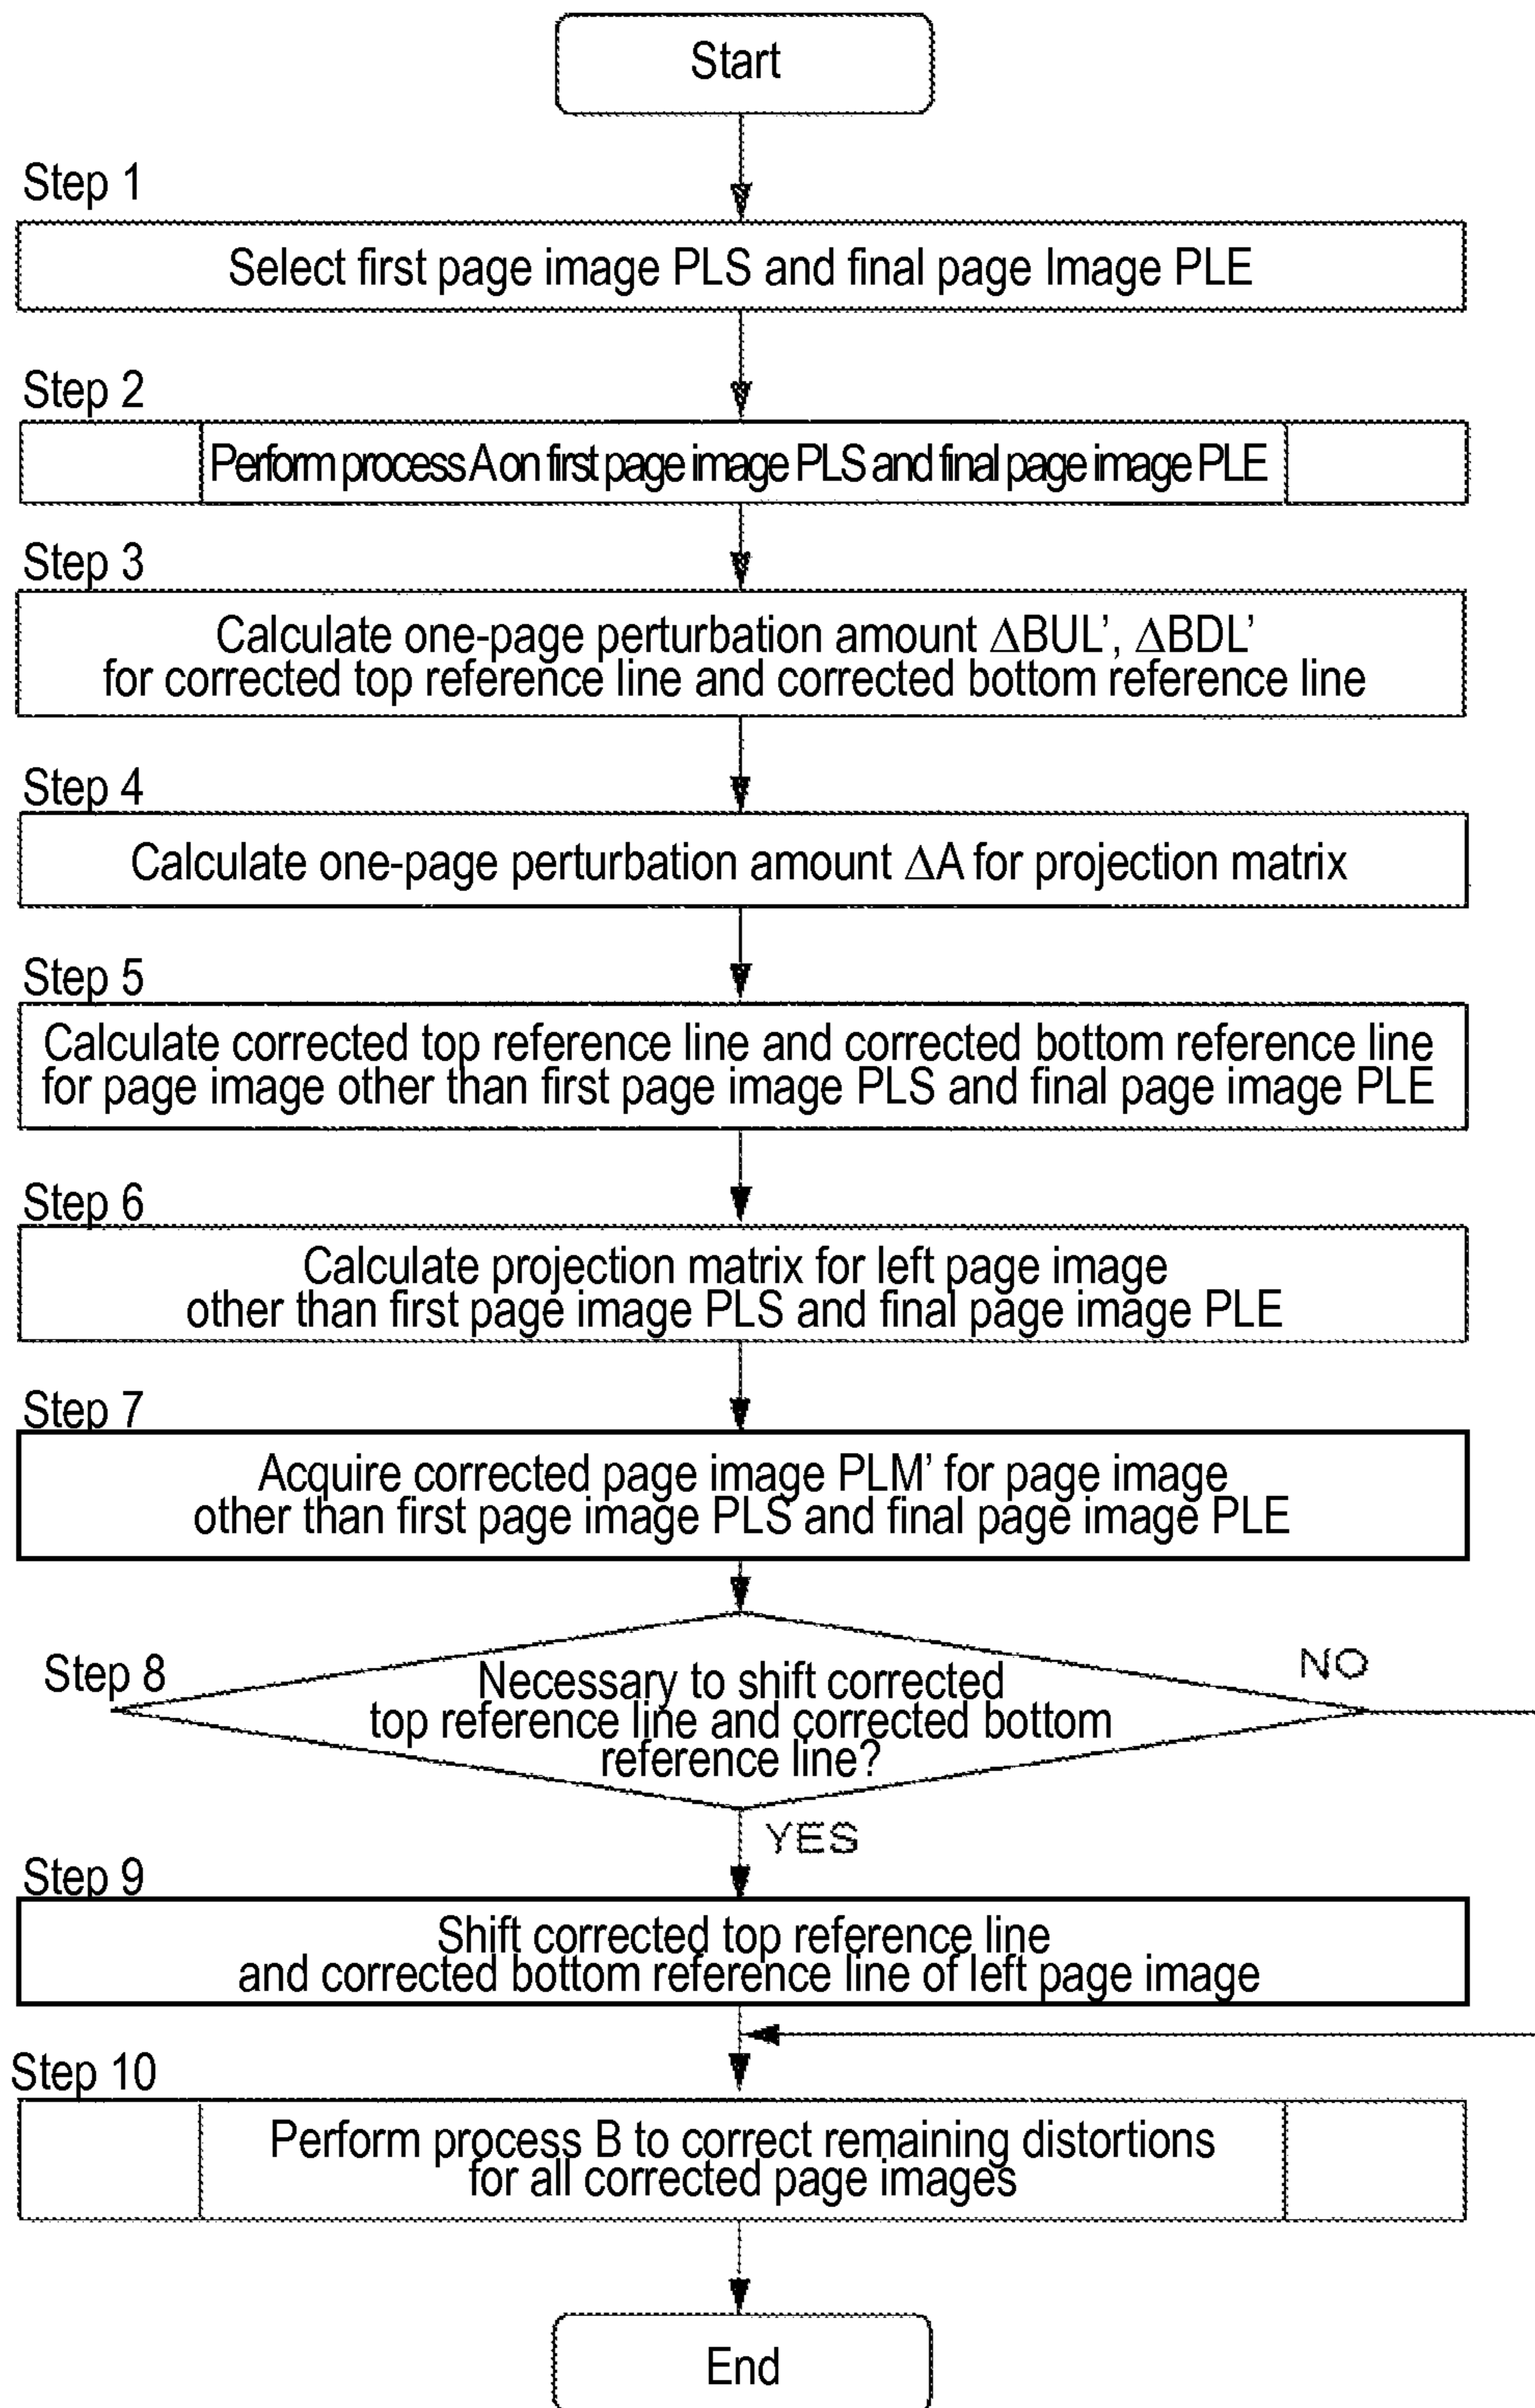 Start
Step 1
Select first page image PLS and final page Image PLE
Step 2
Perform process A on first page image PLS and final page image PLE
Step 3
Calculate one-page perturbation amount ΔBUL’, ΔBDL’
for corrected top reference line and corrected bottom reference line
Step 4
Calculate one-page perturbation amount ΔA for projection matrix
Step 5
Calculate corrected top reference line and corrected bottom reference line
for page image other than first page image PLS and final page image PLE
Step 6
Calculate projection matrix for left page image
other than first page image PLS and final page image PLE
Step 7
Acquire corrected page image PLM’ for page image
other than first page image PLS and final page image PLE
Step 8
Necessary to shift corrected
top reference line and corrected bottom
reference line?
NO
YES
Step 9
Shift corrected top reference line
and corrected bottom reference line of left page image
Step 10
Perform process B to correct remaining distortions
for all corrected page images
End